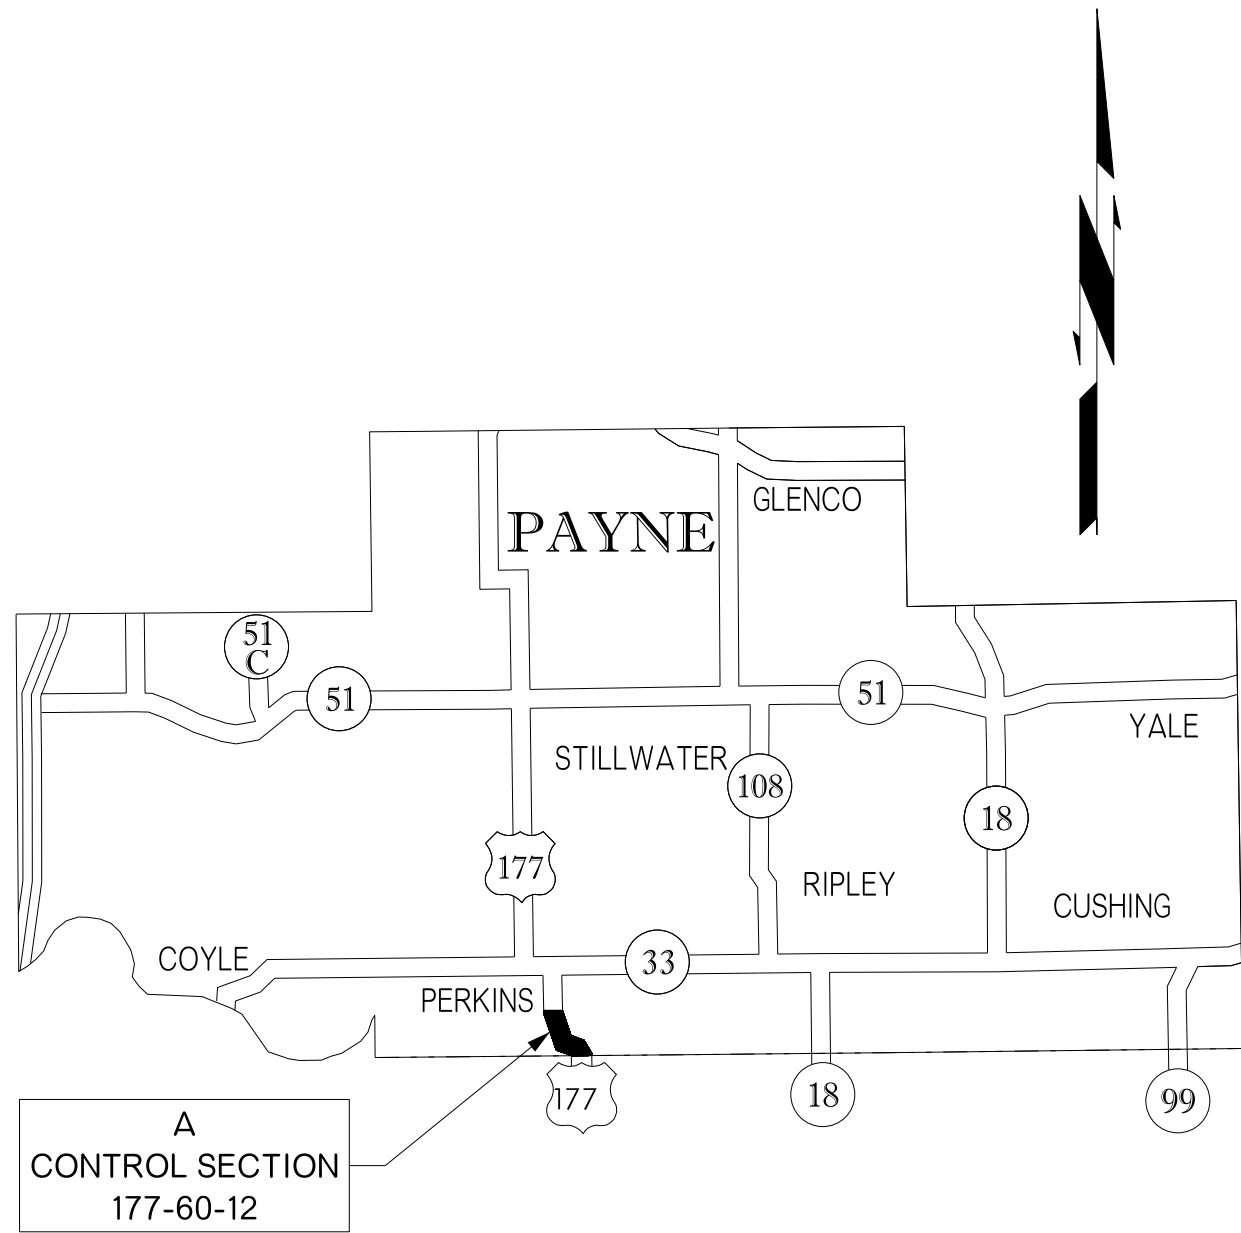 N
GLENCO
PAYNE
51
C
51
51
YALE
STILLWATER
108
18
177
RIPLEY
CUSHING
COYLE
33
PERKINS
177
18
99
A
CONTROL SECTION
177-60-12